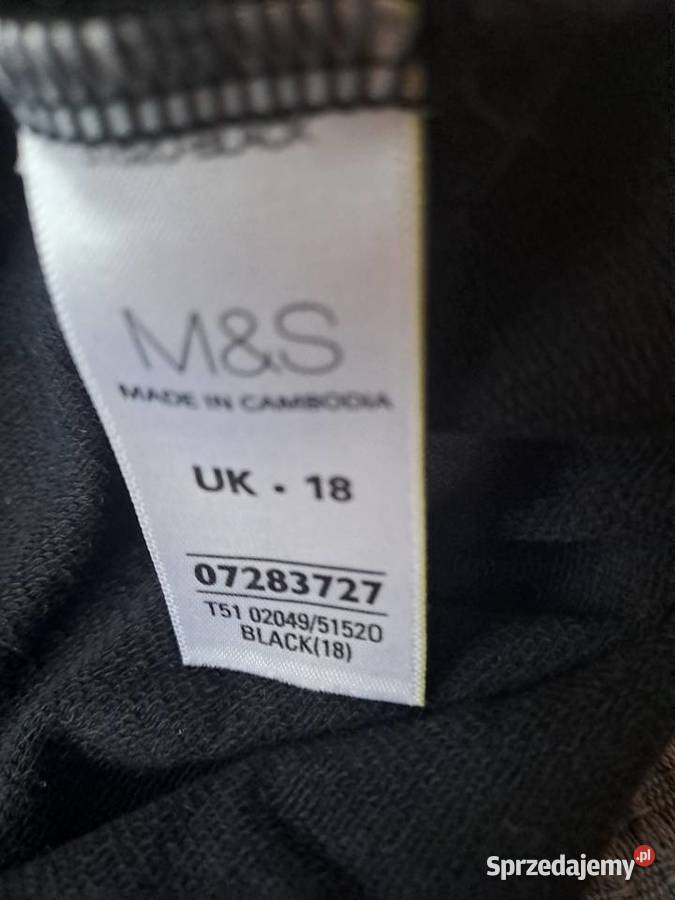 M&S
MADE IN CAMBODIA
UK • 18
07283727
T51 02049/51520
BLACK(18)
Sprzedajemy.pl